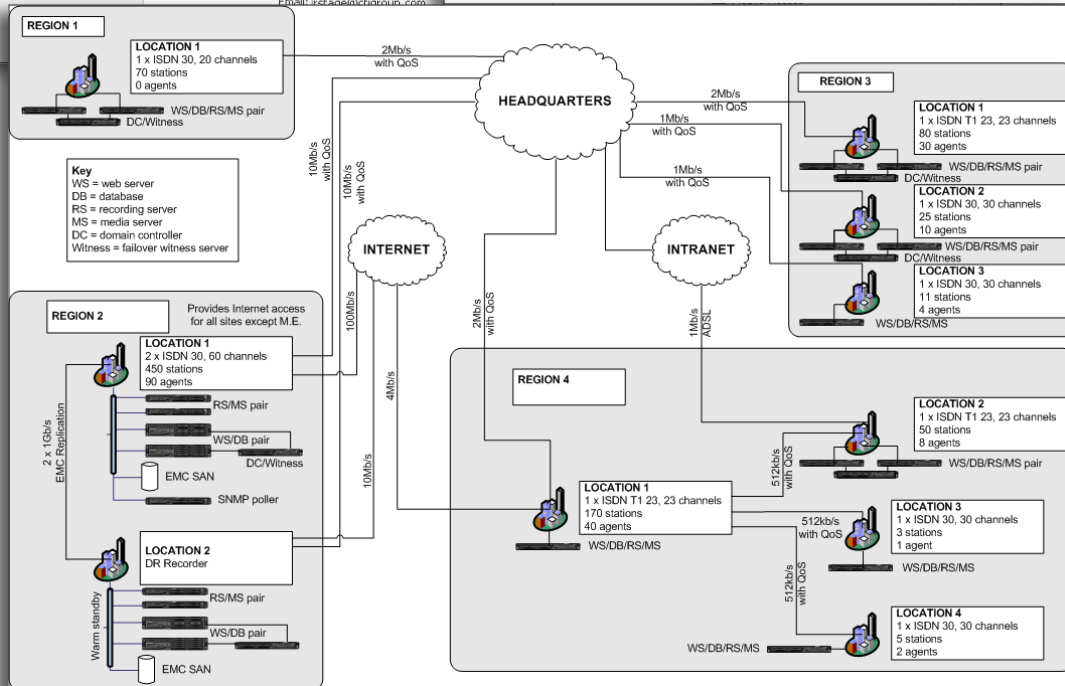 Email: lrstage@ctigroup.com
REGION 1
LOCATION 1
1 x ISDN 30, 20 channels
70 stations
0 agents
WS/DB/RS/MS pair
DC/Witness
2Mb/s
with QoS
HEADQUARTERS
Key
WS = web server
DB = database
RS = recording server
MS = media server
DC = domain controller
Witness = failover witness server
10Mb/s
with QoS
10Mb/s
with QoS
INTERNET
INTRANET
2Mb/s
with QoS
1Mb/s
with QoS
1Mb/s
with QoS
REGION 3
LOCATION 1
1 x ISDN T1 23, 23 channels
80 stations
30 agents
WS/DB/RS/MS pair
DC/Witness
LOCATION 2
1 x ISDN 30, 30 channels
25 stations
10 agents
WS/DB/RS/MS pair
DC/Witness
LOCATION 3
1 x ISDN 30, 30 channels
11 stations
4 agents
WS/DB/RS/MS
REGION 2
Provides Internet access
for all sites except M.E.
LOCATION 1
2 x ISDN 30, 60 channels
450 stations
90 agents
RS/MS pair
WS/DB pair
DC/Witness
EMC SAN
SNMP poller
2 x 1Gb/s
EMC Replication
LOCATION 2
DR Recorder
RS/MS pair
WS/DB pair
EMC SAN
Warm standby
100Mb/s
10Mb/s
4Mb/s
2Mb/s
with QoS
1Mb/s
ADSL
REGION 4
LOCATION 1
1 x ISDN T1 23, 23 channels
170 stations
40 agents
WS/DB/RS/MS
512kb/s
with QoS
512kb/s
with QoS
512kb/s
with QoS
LOCATION 2
1 x ISDN T1 23, 23 channels
50 stations
8 agents
WS/DB/RS/MS pair
LOCATION 3
1 x ISDN 30, 30 channels
3 stations
1 agent
WS/DB/RS/MS
LOCATION 4
1 x ISDN 30, 30 channels
5 stations
2 agents
WS/DB/RS/MS